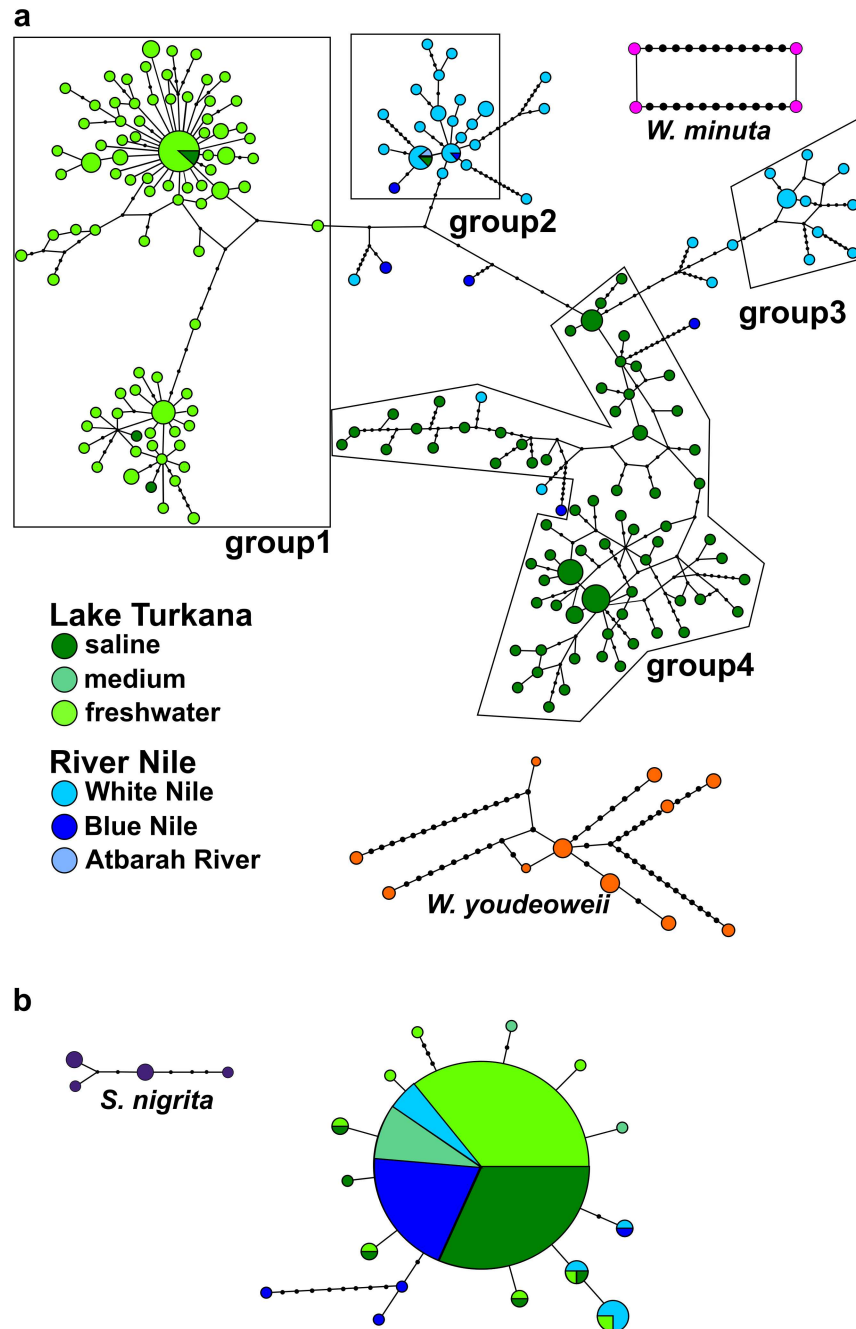 a
W. minuta
group2
group3
group1
group4
Lake Turkana
saline
medium
freshwater
River Nile
White Nile
Blue Nile
Atbarah River
W. youdeoweii
b
S. nigrita